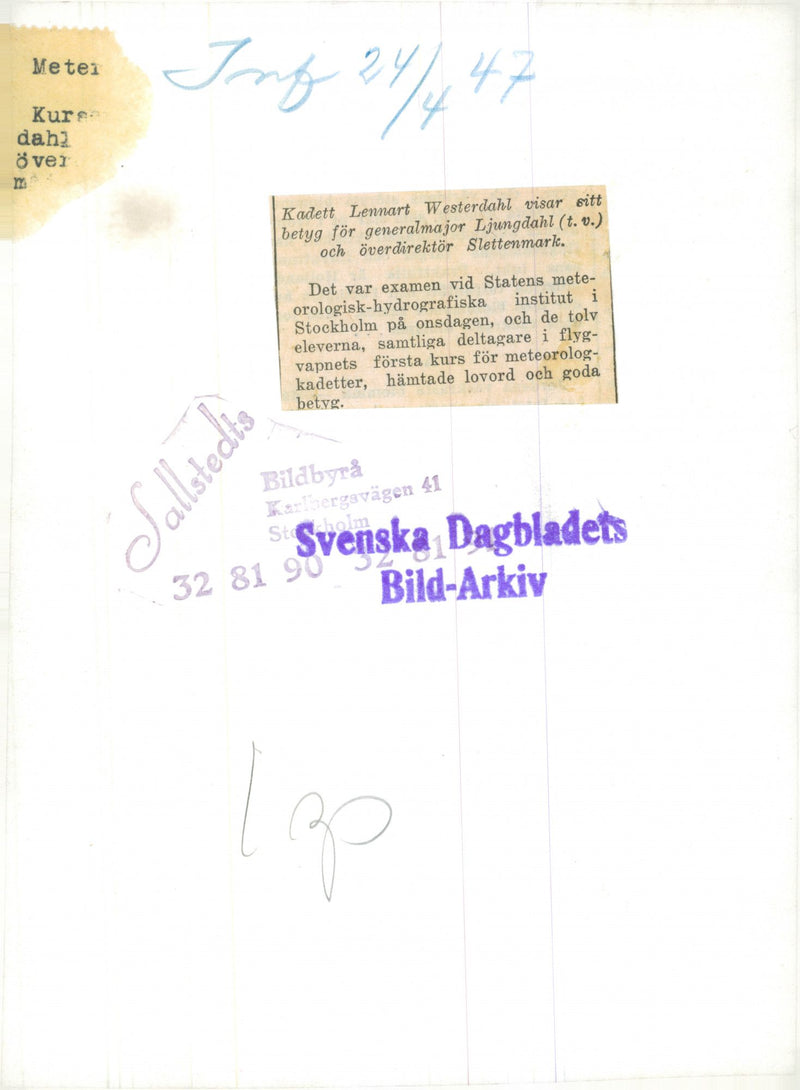 Inf 24/4 47
Meter
Kurs
dahl
över
Kadett Lennart Westerdahl visar sitt
betyg för generalmajor Ljungdahl (t. v.)
och överdirektör Slettenmark.
Det var examen vid Statens mete-
orologisk-hydrografiska institut i
Stockholm på onsdagen, och de tolv
eleverna, samtliga deltagare i flyg-
vapnets första kurs för meteorolog-
kadetter, hämtade lovord och goda
betyg.
Sallstedts
Bildbyrå
Karlbergsvägen 41
Stockholm
32 81 90 32 81 91
Svenska Dagbladets
Bild-Arkiv